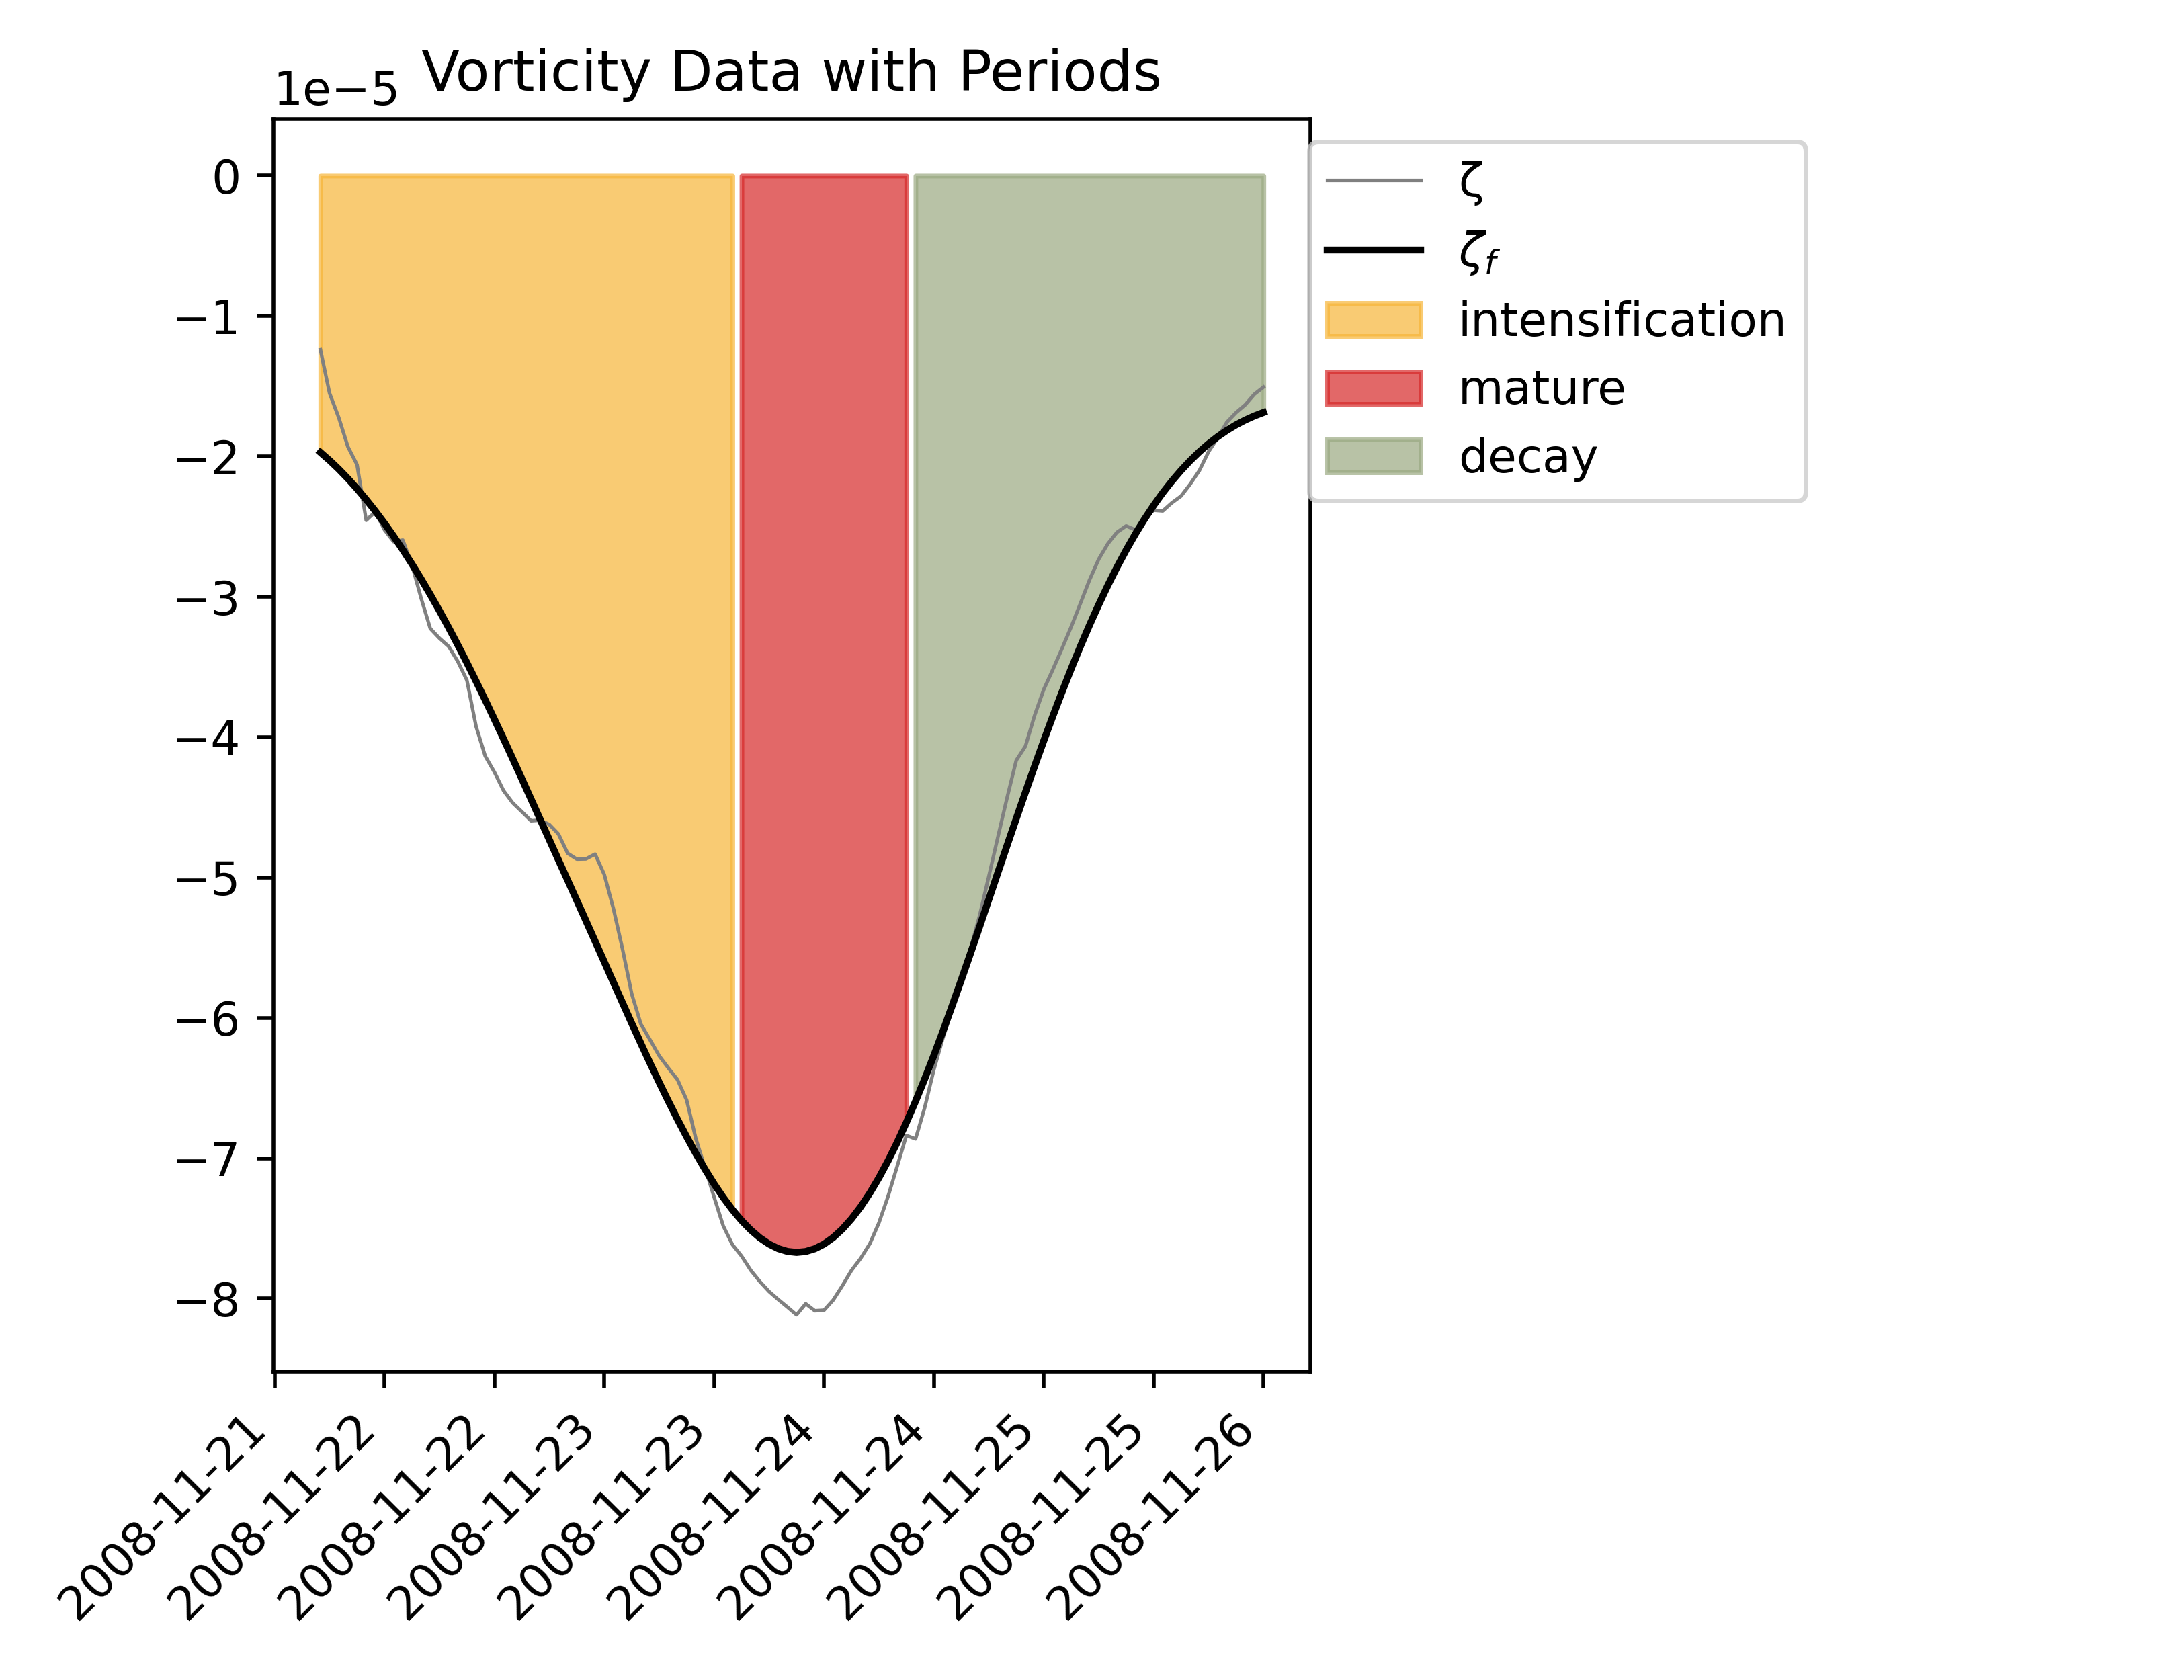 Vorticity Data with Periods
1e−5
0
−1
−2
−3
−4
−5
−6
−7
−8
2008-11-21
2008-11-22
2008-11-22
2008-11-23
2008-11-23
2008-11-24
2008-11-24
2008-11-25
2008-11-25
2008-11-26
ζ
ζf
intensification
mature
decay